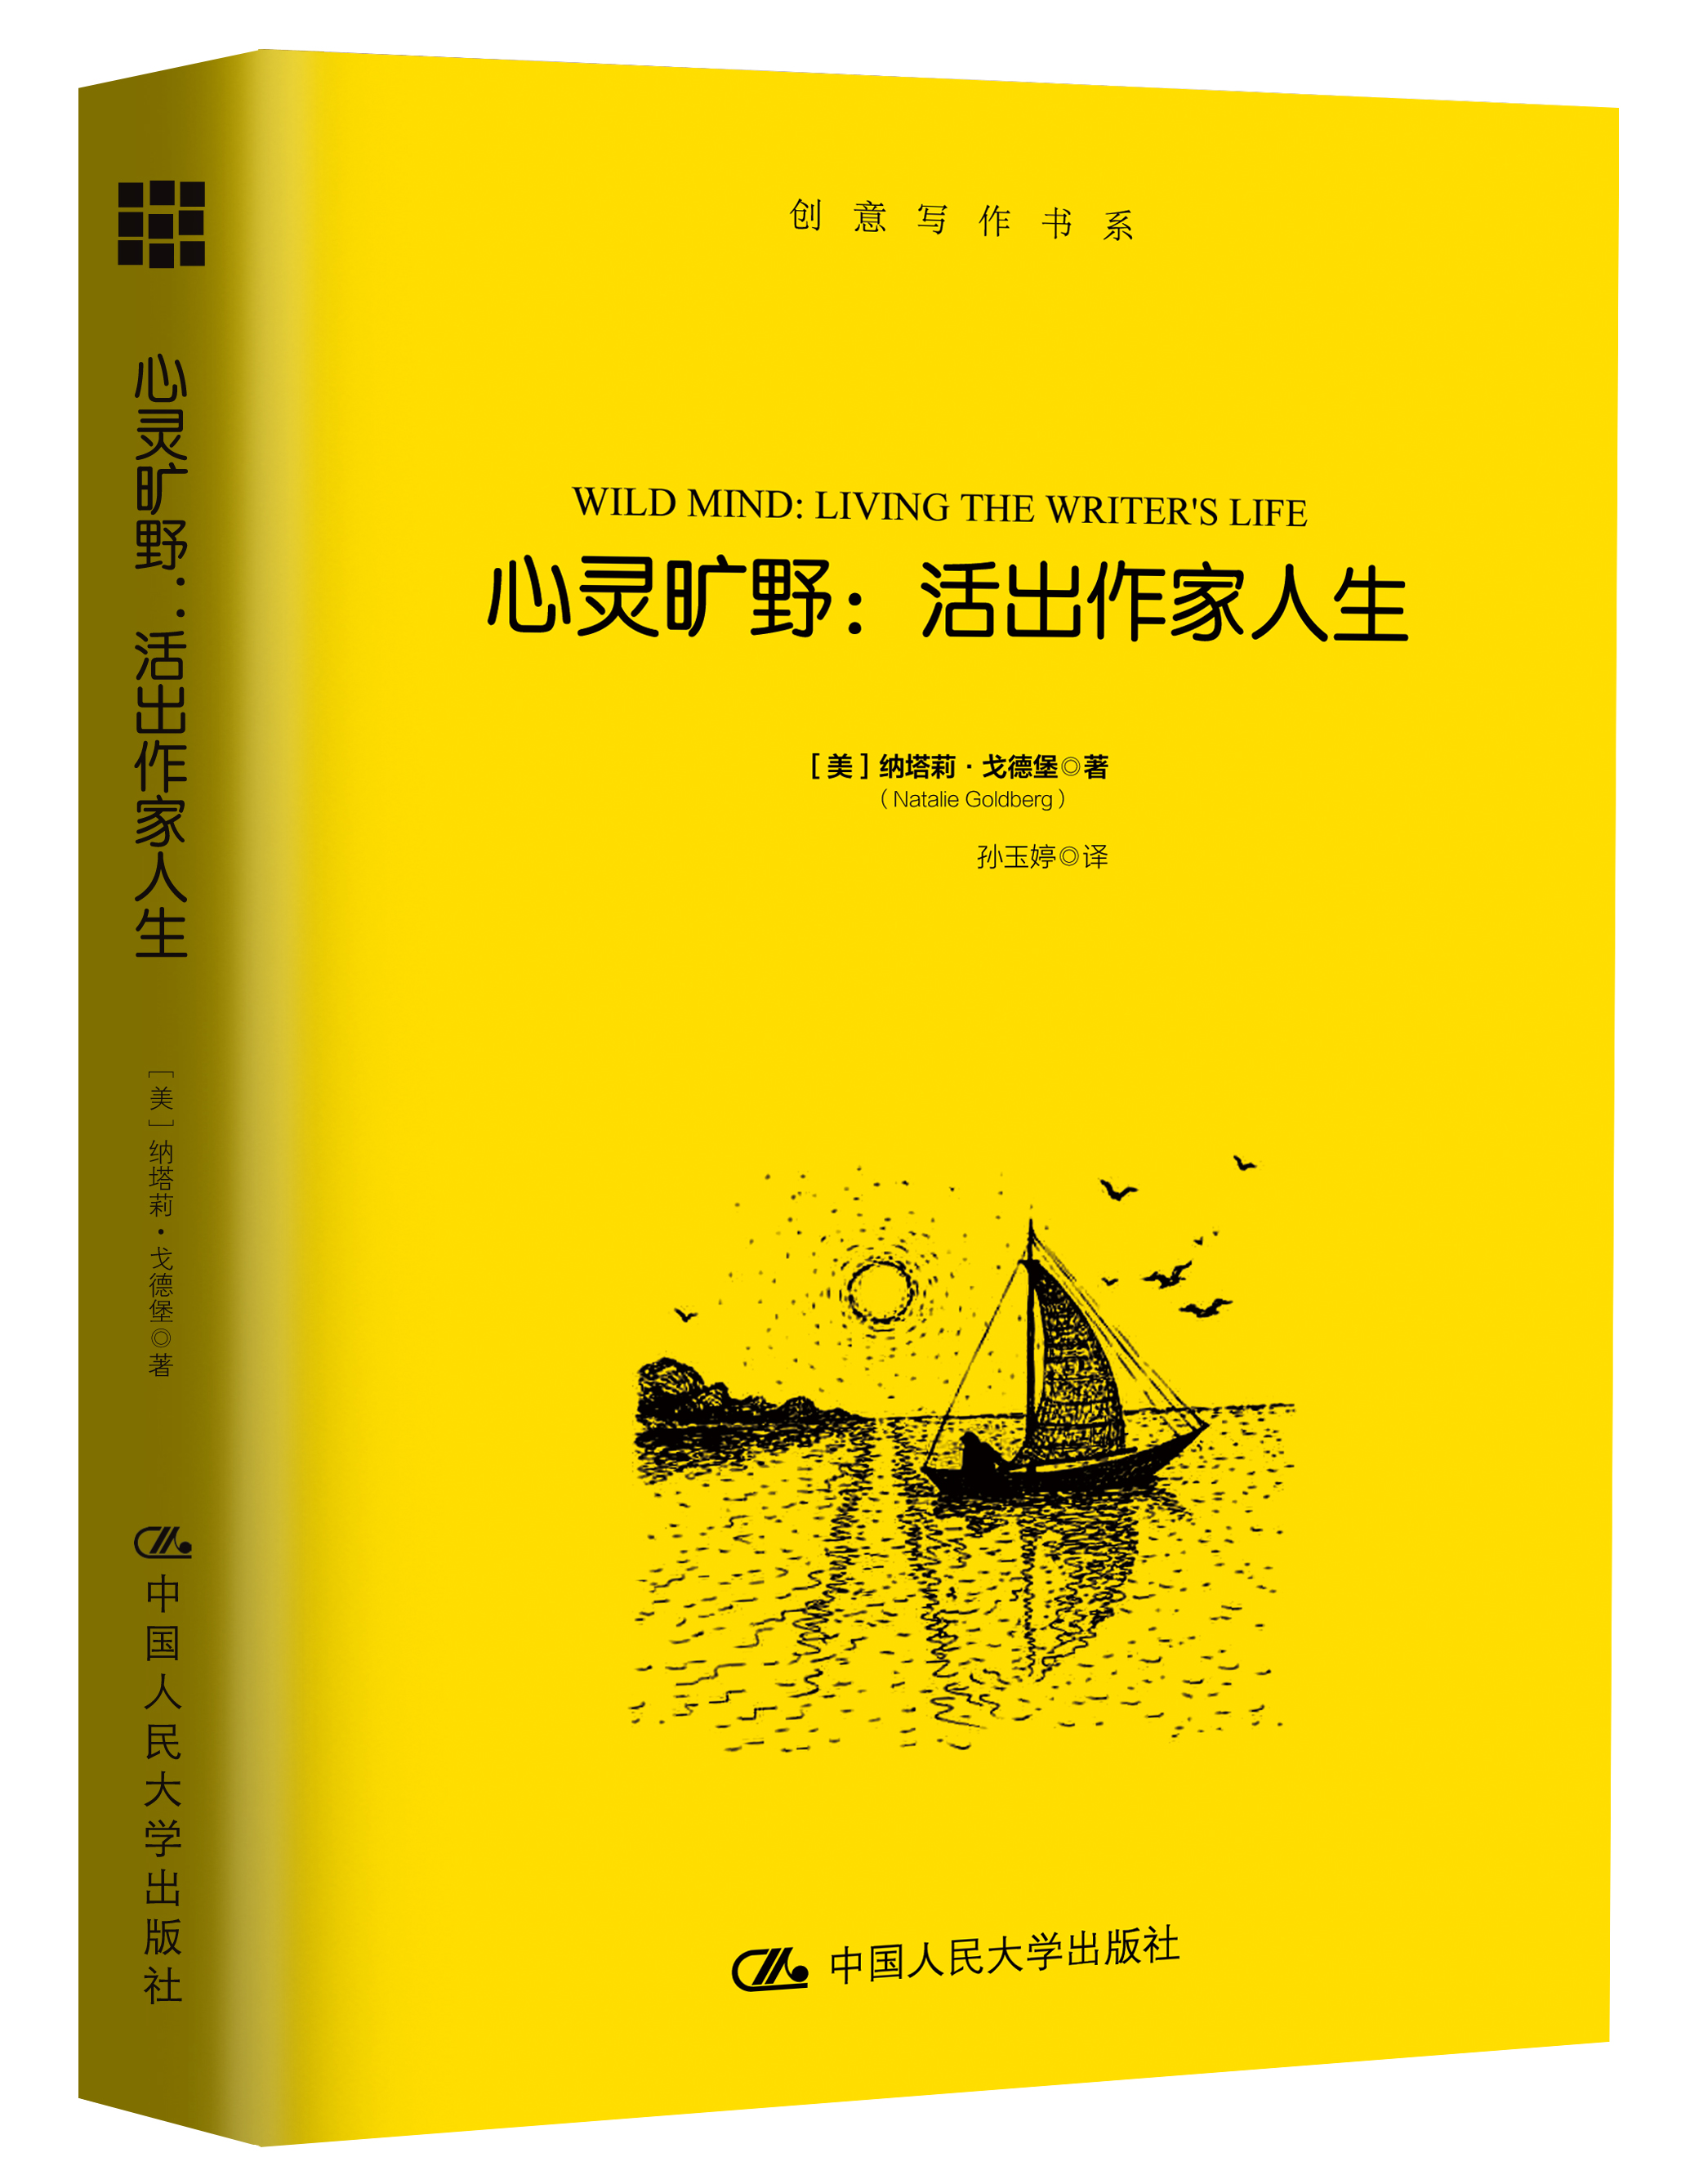 创意写作书系
WILD MIND: LIVING THE WRITER'S LIFE
心灵旷野：活出作家人生
［美］纳塔莉·戈德堡◎著
（Natalie Goldberg）
孙玉婷◎译
中国人民大学出版社
心灵旷野：活出作家人生
［美］纳塔莉·戈德堡◎著
中国人民大学出版社